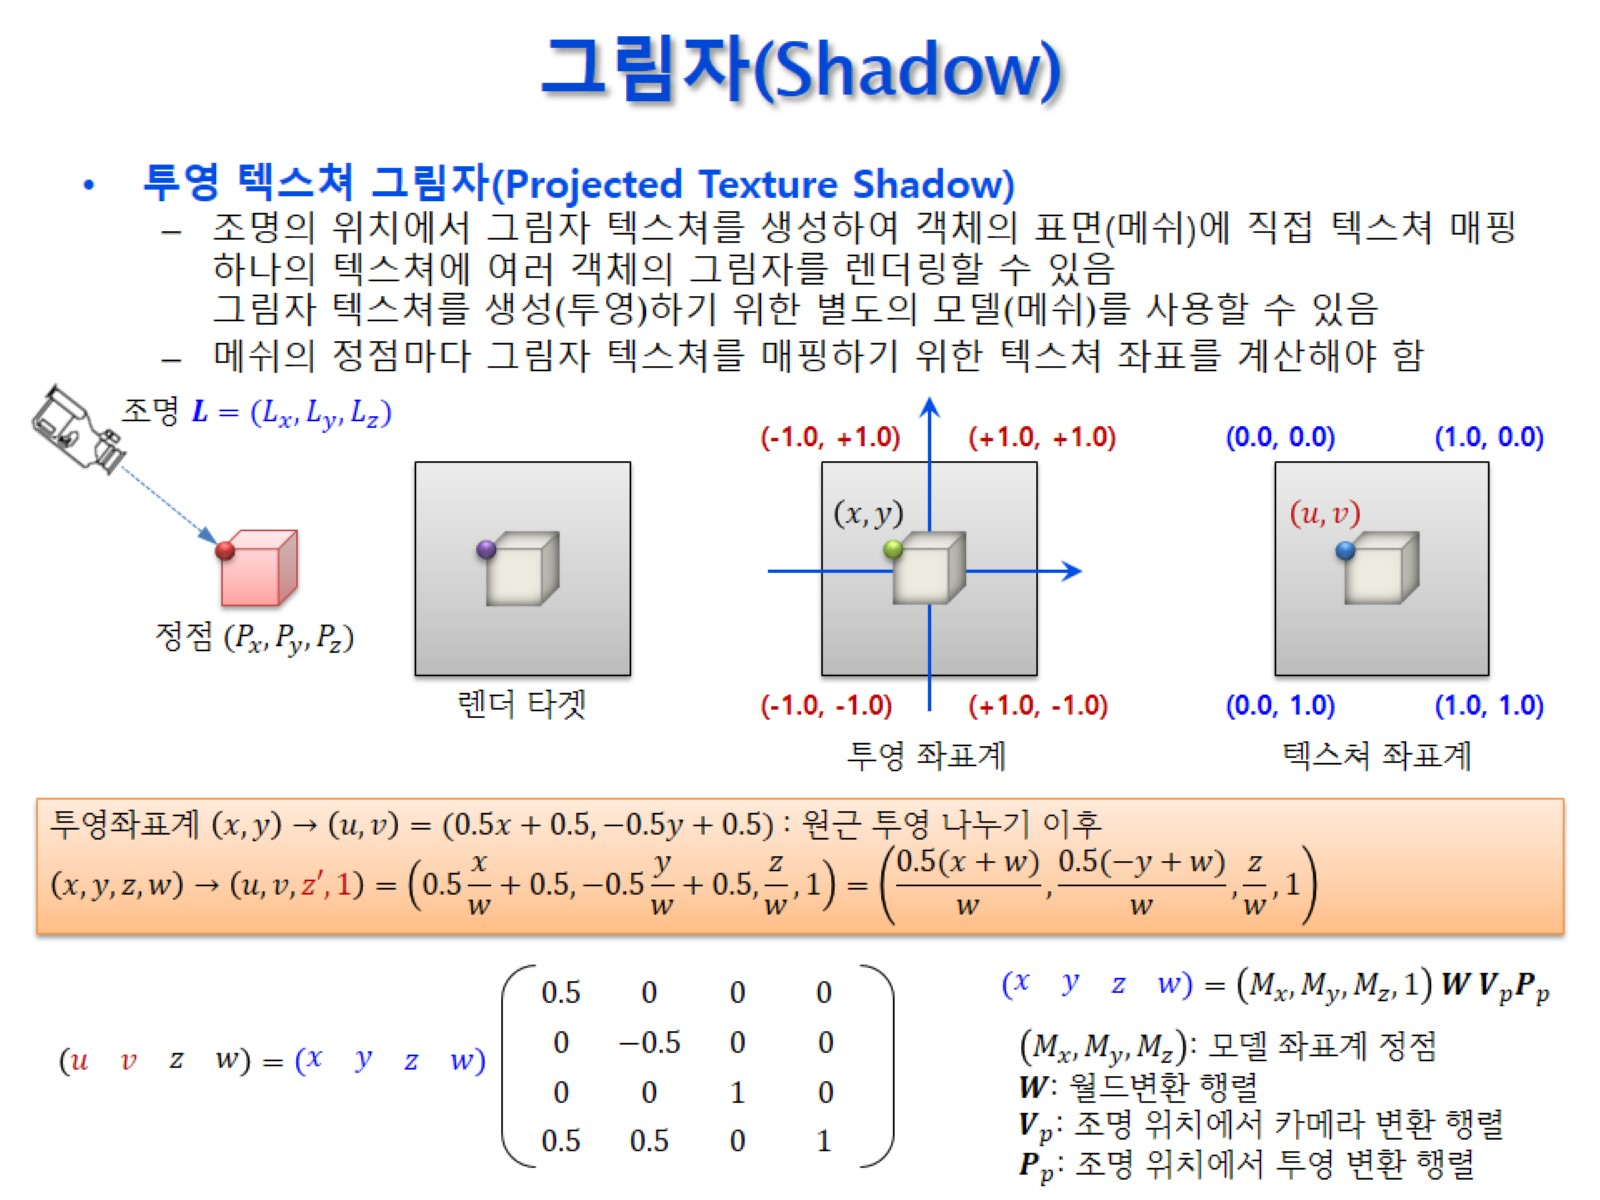 그림자(Shadow)
• 투영 텍스쳐 그림자(Projected Texture Shadow)
– 조명의 위치에서 그림자 텍스쳐를 생성하여 객체의 표면(메쉬)에 직접 텍스쳐 매핑
하나의 텍스쳐에 여러 객체의 그림자를 렌더링할 수 있음
그림자 텍스쳐를 생성(투영)하기 위한 별도의 모델(메쉬)를 사용할 수 있음
– 메쉬의 정점마다 그림자 텍스쳐를 매핑하기 위한 텍스쳐 좌표를 계산해야 함
조명 L = (Lx, Ly, Lz)
정점 (Px, Py, Pz)
렌더 타겟
(-1.0, +1.0) (+1.0, +1.0)
(x, y)
(-1.0, -1.0) (+1.0, -1.0)
투영 좌표계
(0.0, 0.0) (1.0, 0.0)
(u, v)
(0.0, 1.0) (1.0, 1.0)
텍스쳐 좌표계
투영좌표계 (x, y) → (u, v) = (0.5x + 0.5, −0.5y + 0.5) : 원근 투영 나누기 이후
(x, y, z, w) → (u, v, z′, 1) = (0.5 x/w + 0.5, −0.5 y/w + 0.5, z/w, 1) = (0.5(x + w)/w, 0.5(−y + w)/w, z/w, 1)
(u v z w) = (x y z w)
0.5 0 0 0
0 −0.5 0 0
0 0 1 0
0.5 0.5 0 1
(x y z w) = (Mx, My, Mz, 1) W Vp Pp
(Mx, My, Mz): 모델 좌표계 정점
W: 월드변환 행렬
Vp: 조명 위치에서 카메라 변환 행렬
Pp: 조명 위치에서 투영 변환 행렬